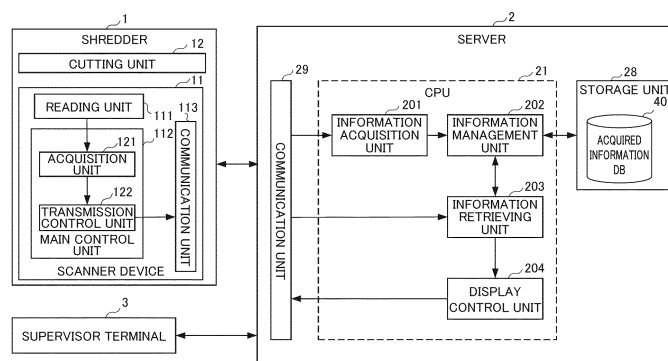 1
SHREDDER
12
CUTTING UNIT
11
READING UNIT
111
113
112
121
ACQUISITION
UNIT
122
TRANSMISSION
CONTROL UNIT
MAIN CONTROL
UNIT
COMMUNICATION UNIT
SCANNER DEVICE
3
SUPERVISOR TERMINAL
2
SERVER
29
COMMUNICATION UNIT
21
CPU
201
INFORMATION
ACQUISITION
UNIT
202
INFORMATION
MANAGEMENT
UNIT
203
INFORMATION
RETRIEVING
UNIT
204
DISPLAY
CONTROL UNIT
28
STORAGE UNIT
40
ACQUIRED
INFORMATION
DB